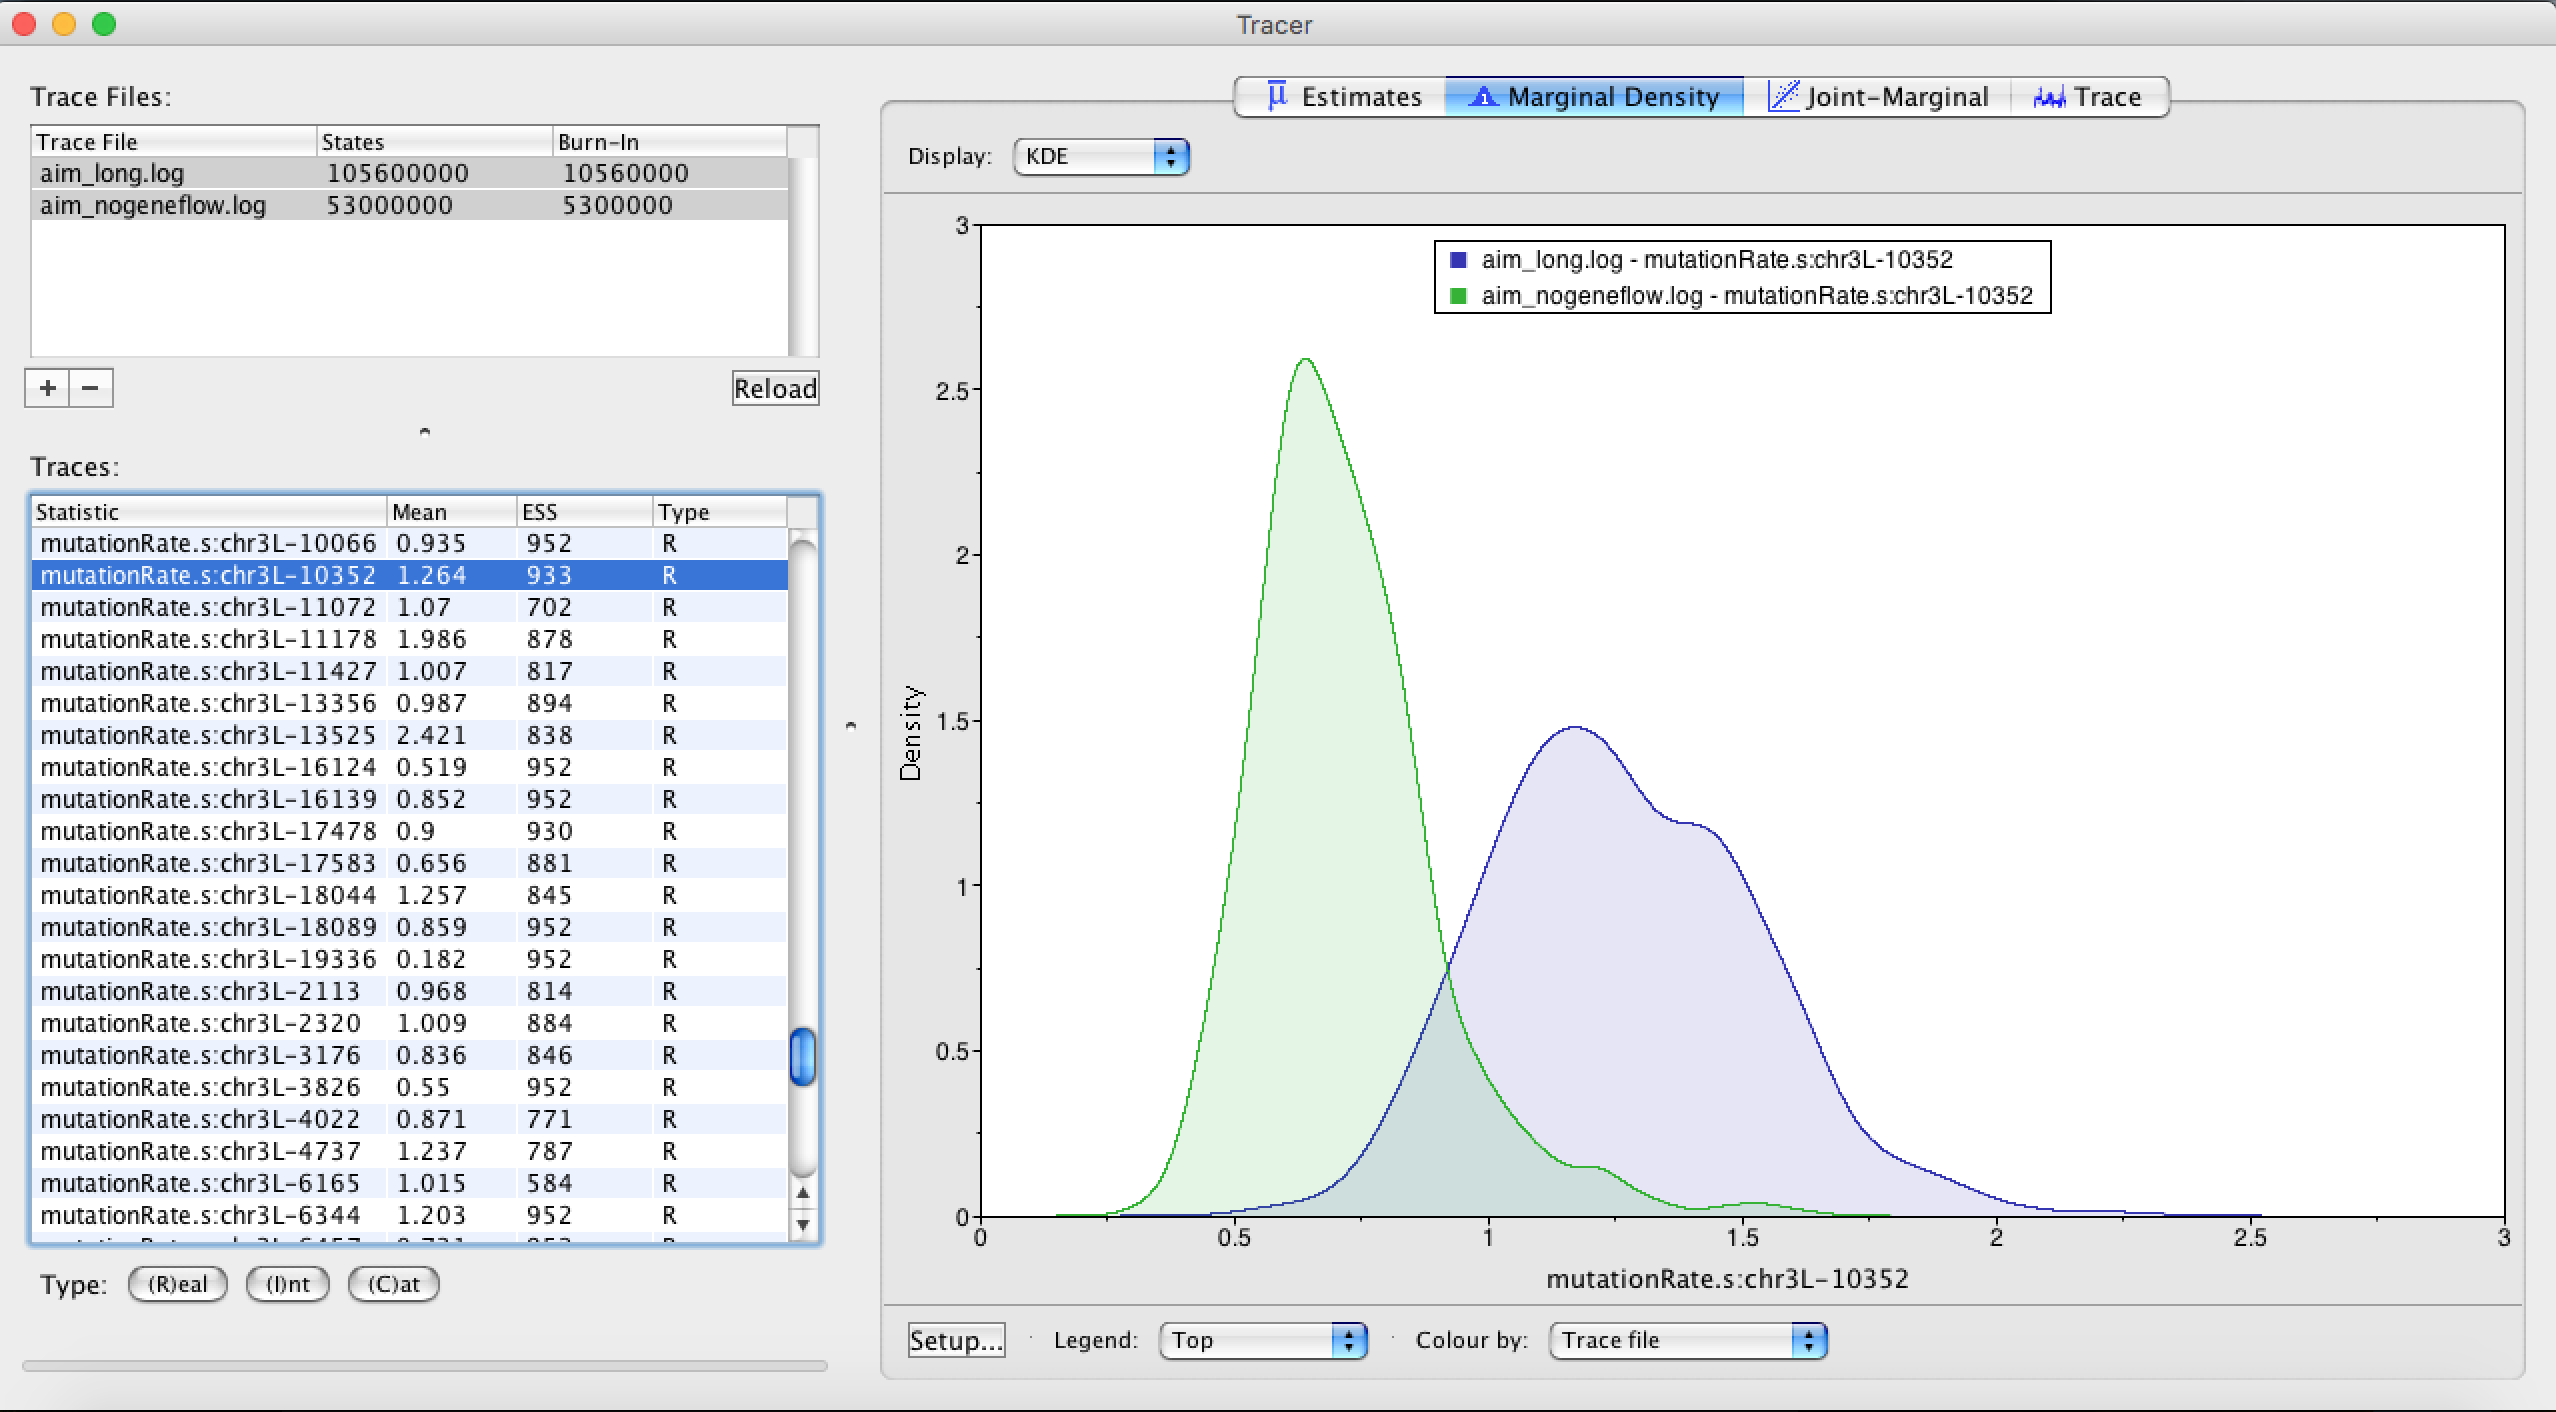 Tracer
Trace Files:
Trace File States Burn-In
aim_long.log 105600000 10560000
aim_nogeneflow.log 53000000 5300000
+ −
Reload
Traces:
Statistic Mean ESS Type
mutationRate.s:chr3L-10066 0.935 952 R
mutationRate.s:chr3L-10352 1.264 933 R
mutationRate.s:chr3L-11072 1.07 702 R
mutationRate.s:chr3L-11178 1.986 878 R
mutationRate.s:chr3L-11427 1.007 817 R
mutationRate.s:chr3L-13356 0.987 894 R
mutationRate.s:chr3L-13525 2.421 838 R
mutationRate.s:chr3L-16124 0.519 952 R
mutationRate.s:chr3L-16139 0.852 952 R
mutationRate.s:chr3L-17478 0.9 930 R
mutationRate.s:chr3L-17583 0.656 881 R
mutationRate.s:chr3L-18044 1.257 845 R
mutationRate.s:chr3L-18089 0.859 952 R
mutationRate.s:chr3L-19336 0.182 952 R
mutationRate.s:chr3L-2113 0.968 814 R
mutationRate.s:chr3L-2320 1.009 884 R
mutationRate.s:chr3L-3176 0.836 846 R
mutationRate.s:chr3L-3826 0.55 952 R
mutationRate.s:chr3L-4022 0.871 771 R
mutationRate.s:chr3L-4737 1.237 787 R
mutationRate.s:chr3L-6165 1.015 584 R
mutationRate.s:chr3L-6344 1.203 952 R
Type: (R)eal (I)nt (C)at
Estimates Marginal Density Joint-Marginal Trace
Display: KDE
aim_long.log - mutationRate.s:chr3L-10352
aim_nogeneflow.log - mutationRate.s:chr3L-10352
3
2.5
2
1.5
1
0.5
0
Density
0 0.5 1 1.5 2 2.5 3
mutationRate.s:chr3L-10352
Setup... Legend: Top Colour by: Trace file